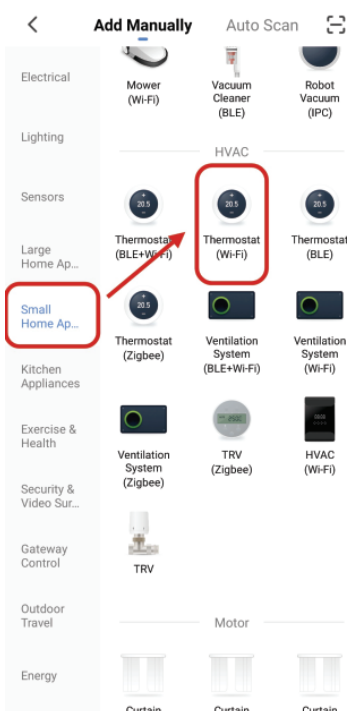 Add Manually
Auto Scan
Electrical
Lighting
Sensors
Large
Home Ap...
Small
Home Ap...
Kitchen
Appliances
Exercise &
Health
Security &
Video Sur...
Gateway
Control
Outdoor
Travel
Energy
Mower
(Wi-Fi)
Vacuum
Cleaner
(BLE)
Robot
Vacuum
(IPC)
HVAC
20.5
Thermostat
(BLE+Wi-Fi)
20.5
Thermostat
(Wi-Fi)
20.5
Thermostat
(BLE)
20.5
Thermostat
(Zigbee)
Ventilation
System
(BLE+Wi-Fi)
Ventilation
System
(Wi-Fi)
Ventilation
System
(Zigbee)
TRV
(Zigbee)
HVAC
(Wi-Fi)
TRV
Motor
Curtain
Curtain
Curtain